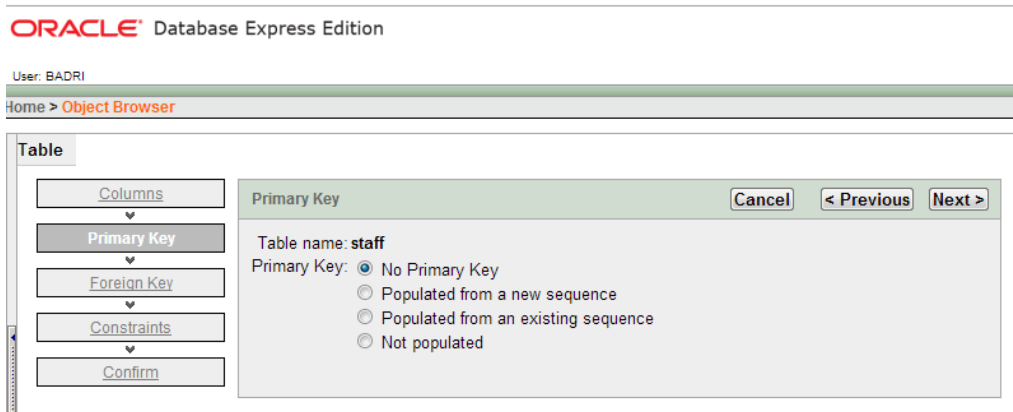 ORACLE® Database Express Edition
User: BADRI
Home > Object Browser
Table
Columns
Primary Key
Foreign Key
Constraints
Confirm
Primary Key Cancel < Previous Next >
Table name: staff
Primary Key: No Primary Key
Populated from a new sequence
Populated from an existing sequence
Not populated